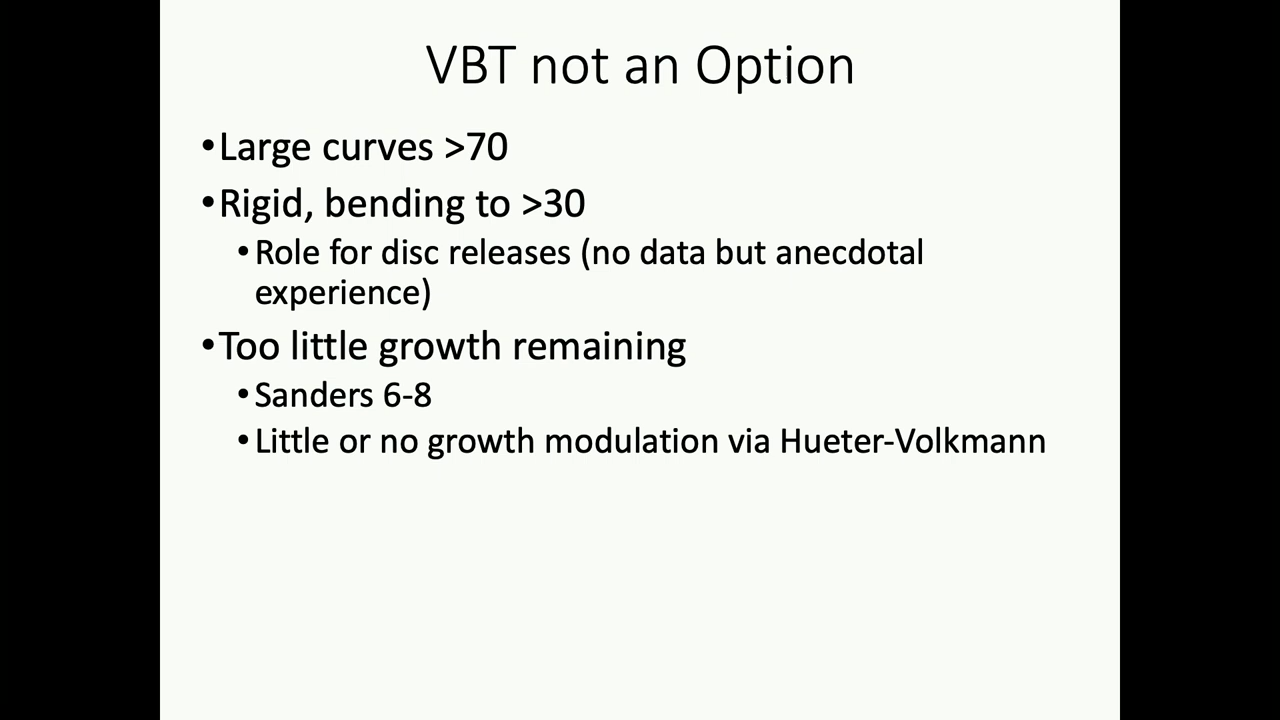 VBT not an Option
•Large curves >70
•Rigid, bending to >30
•Role for disc releases (no data but anecdotal
experience)
•Too little growth remaining
•Sanders 6-8
•Little or no growth modulation via Hueter-Volkmann